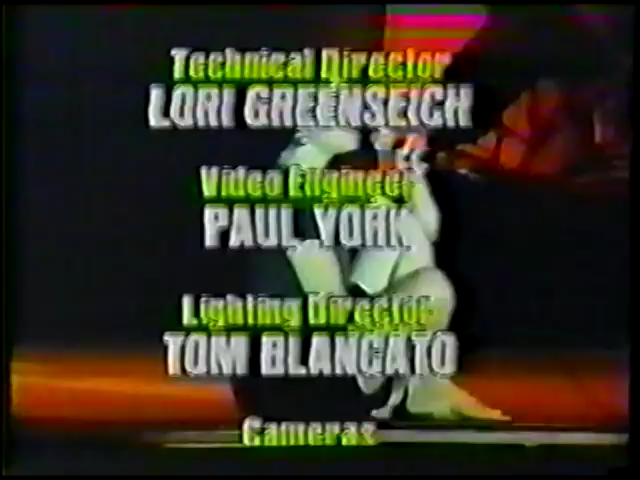 Technical Director
LORI GREENSEICH
Video Engineer
PAUL YORK
Lighting Director
TOM BLANCATO
Cameras